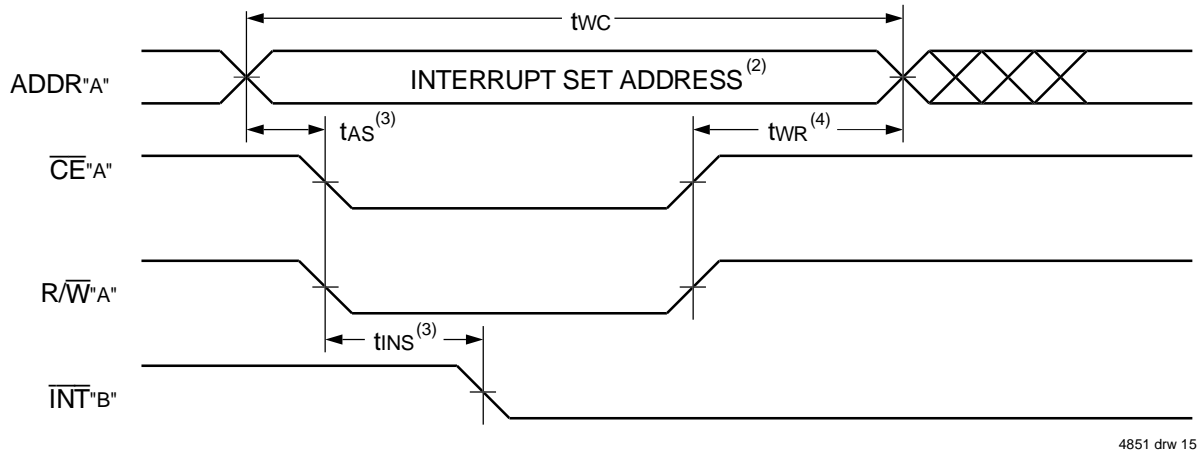 tWC
ADDR"A"
INTERRUPT SET ADDRESS(2)
tAS(3)
tWR(4)
CE"A"
R/W"A"
tINS(3)
INT"B"
4851 drw 15